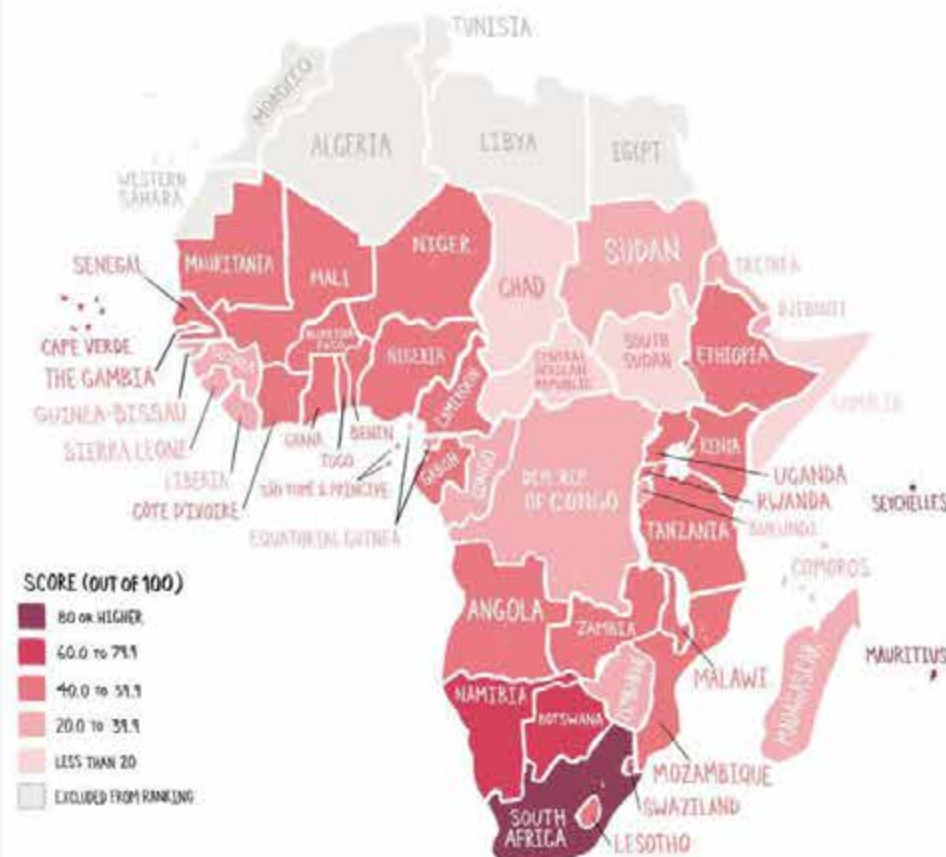 TUNISIA
MOROCCO
ALGERIA
LIBYA
EGYPT
WESTERN
SAHARA
MAURITANIA
MALI
NIGER
CHAD
SUDAN
ERITREA
DJIBOUTI
SENEGAL
CAPE VERDE
THE GAMBIA
GUINEA-BISSAU
SIERRA LEONE
LIBERIA
CÔTE D'IVOIRE
BURKINA
FASO
GHANA
TOGO
BENIN
NIGERIA
CAMEROON
CENTRAL
AFRICAN
REPUBLIC
SOUTH
SUDAN
ETHIOPIA
SOMALIA
SÃO TOMÉ & PRINCIPE
EQUATORIAL GUINEA
GABON
CONGO
DEM. REP.
OF CONGO
KENIA
UGANDA
RWANDA
BURUNDI
SEYCHELLES
TANZANIA
COMOROS
ANGOLA
ZAMBIA
MALAWI
MAURITIUS
MADAGASCAR
NAMIBIA
BOTSWANA
ZIMBABWE
MOZAMBIQUE
SWAZILAND
SOUTH
AFRICA
LESOTHO
SCORE (OUT OF 100)
80 OR HIGHER
60.0 TO 79.9
40.0 TO 59.9
20.0 TO 39.9
LESS THAN 20
EXCLUDED FROM RANKING